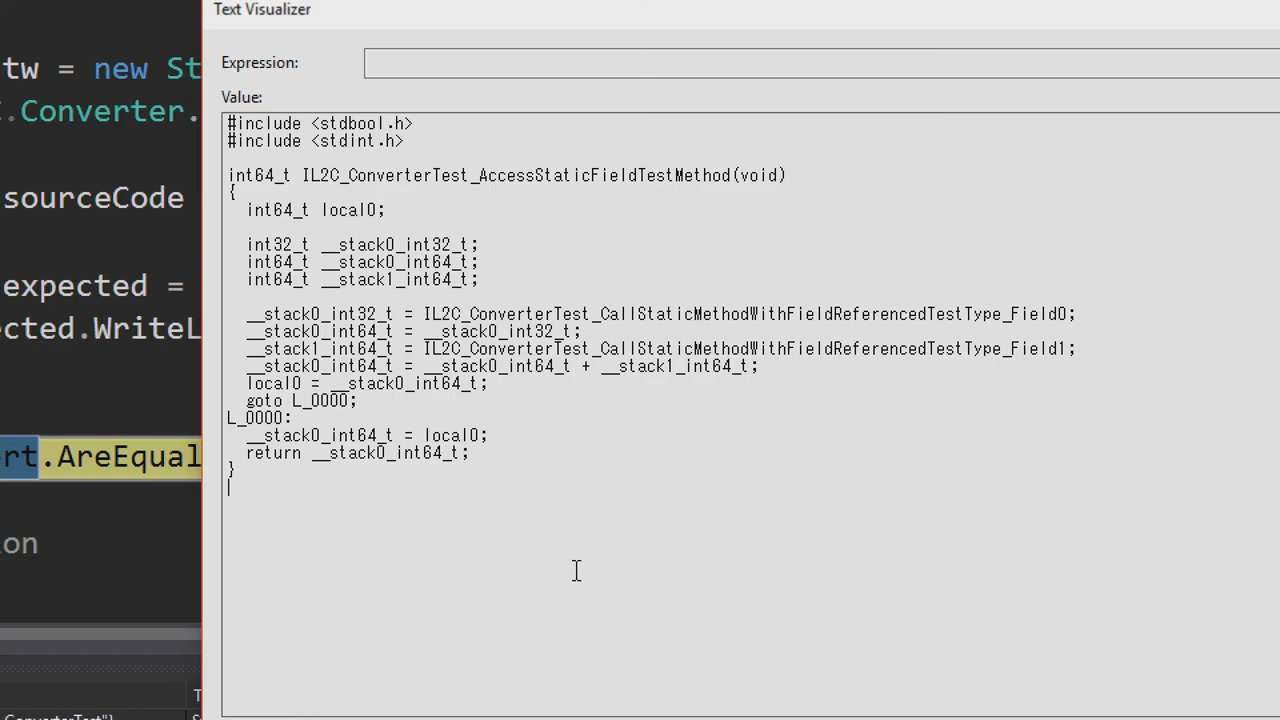 Text Visualizer
Expression:
Value:
#include <stdbool.h>
#include <stdint.h>
int64_t IL2C_ConverterTest_AccessStaticFieldTestMethod(void)
{
int64_t local0;
int32_t __stack0_int32_t;
int64_t __stack0_int64_t;
int64_t __stack1_int64_t;
__stack0_int32_t = IL2C_ConverterTest_CallStaticMethodWithFieldReferencedTestType_Field0;
__stack0_int64_t = __stack0_int32_t;
__stack1_int64_t = IL2C_ConverterTest_CallStaticMethodWithFieldReferencedTestType_Field1;
__stack0_int64_t = __stack0_int64_t + __stack1_int64_t;
local0 = __stack0_int64_t;
goto L_0000;
L_0000:
__stack0_int64_t = local0;
return __stack0_int64_t;
}
tw = new St
.Converter.
sourceCode
expected =
ected.WriteL
rt.AreEqual
ion